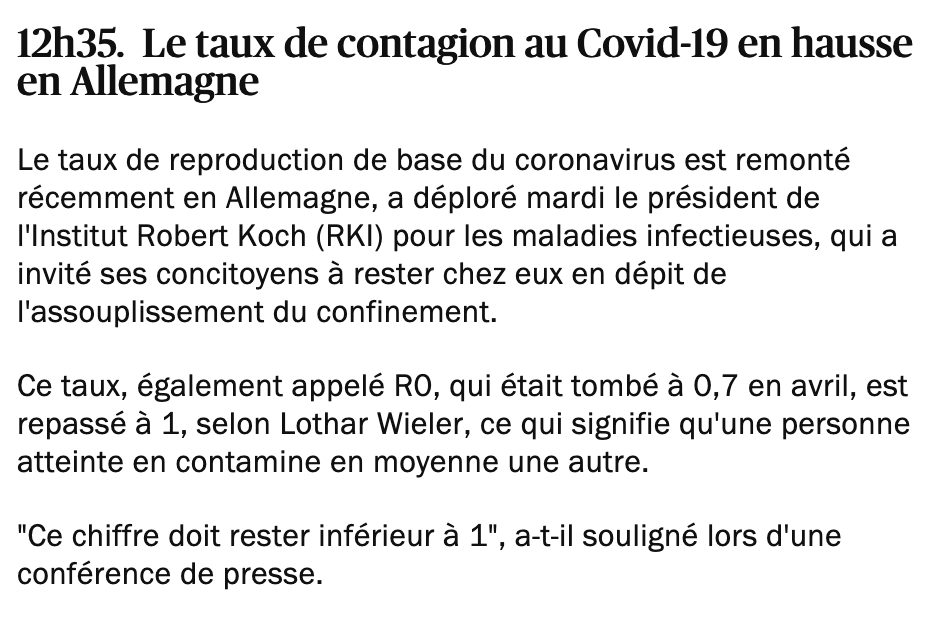 12h35. Le taux de contagion au Covid-19 en hausse
en Allemagne
Le taux de reproduction de base du coronavirus est remonté
récemment en Allemagne, a déploré mardi le président de
l'Institut Robert Koch (RKI) pour les maladies infectieuses, qui a
invité ses concitoyens à rester chez eux en dépit de
l'assouplissement du confinement.
Ce taux, également appelé R0, qui était tombé à 0,7 en avril, est
repassé à 1, selon Lothar Wieler, ce qui signifie qu'une personne
atteinte en contamine en moyenne une autre.
"Ce chiffre doit rester inférieur à 1", a-t-il souligné lors d'une
conférence de presse.